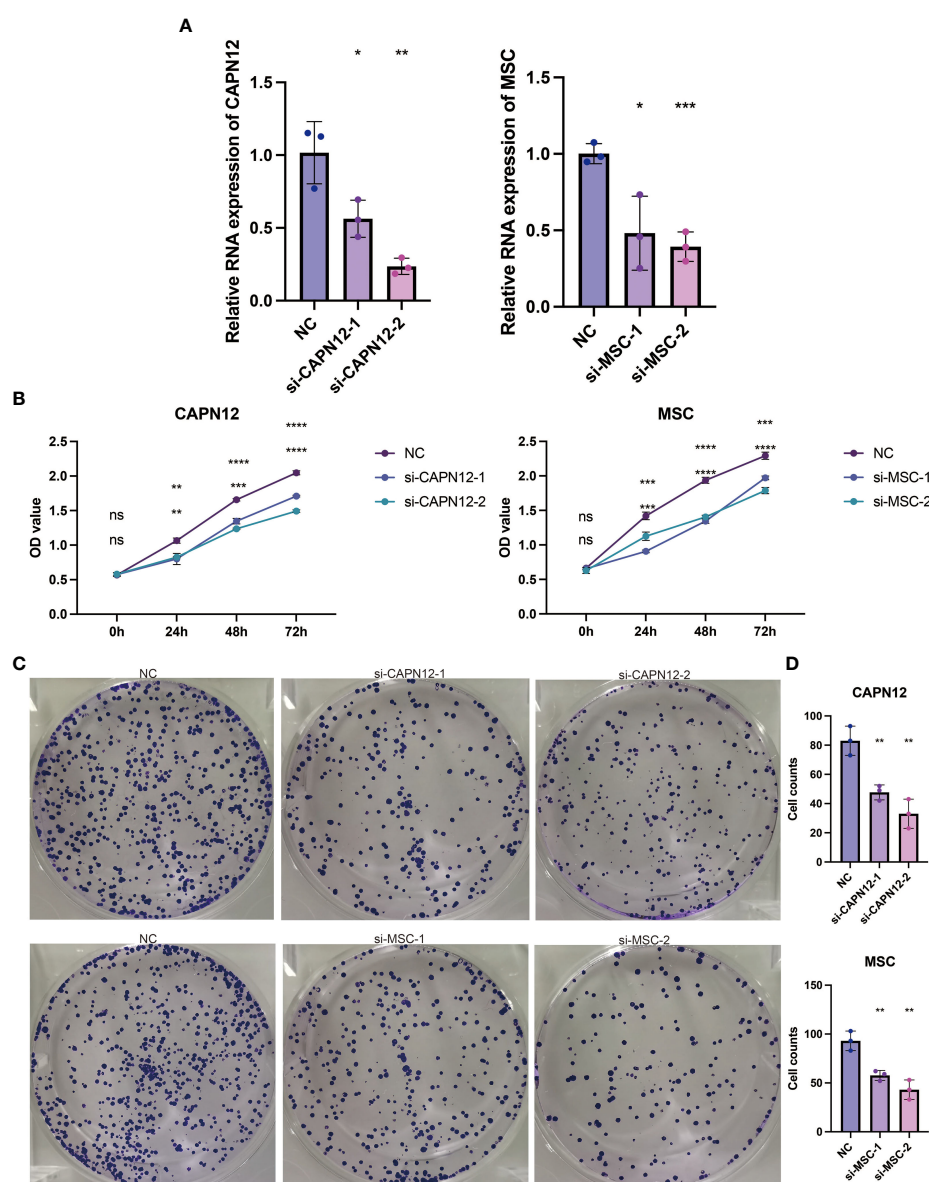 A
Relative RNA expression of CAPN12
* **
1.5
1.0
0.5
0.0
NC
si-CAPN12-1
si-CAPN12-2
Relative RNA expression of MSC
* ***
1.5
1.0
0.5
0.0
NC
si-MSC-1
si-MSC-2
B
CAPN12
OD value
2.5
2.0
1.5
1.0
0.5
0.0
0h 24h 48h 72h
ns
ns
**
**
****
***
****
****
NC
si-CAPN12-1
si-CAPN12-2
MSC
OD value
2.5
2.0
1.5
1.0
0.5
0.0
0h 24h 48h 72h
ns
ns
***
***
****
****
***
****
NC
si-MSC-1
si-MSC-2
C
NC
si-CAPN12-1
si-CAPN12-2
NC
si-MSC-1
si-MSC-2
D
CAPN12
Cell counts
100
80
60
40
20
0
** **
NC
si-CAPN12-1
si-CAPN12-2
MSC
Cell counts
150
100
50
0
** **
NC
si-MSC-1
si-MSC-2